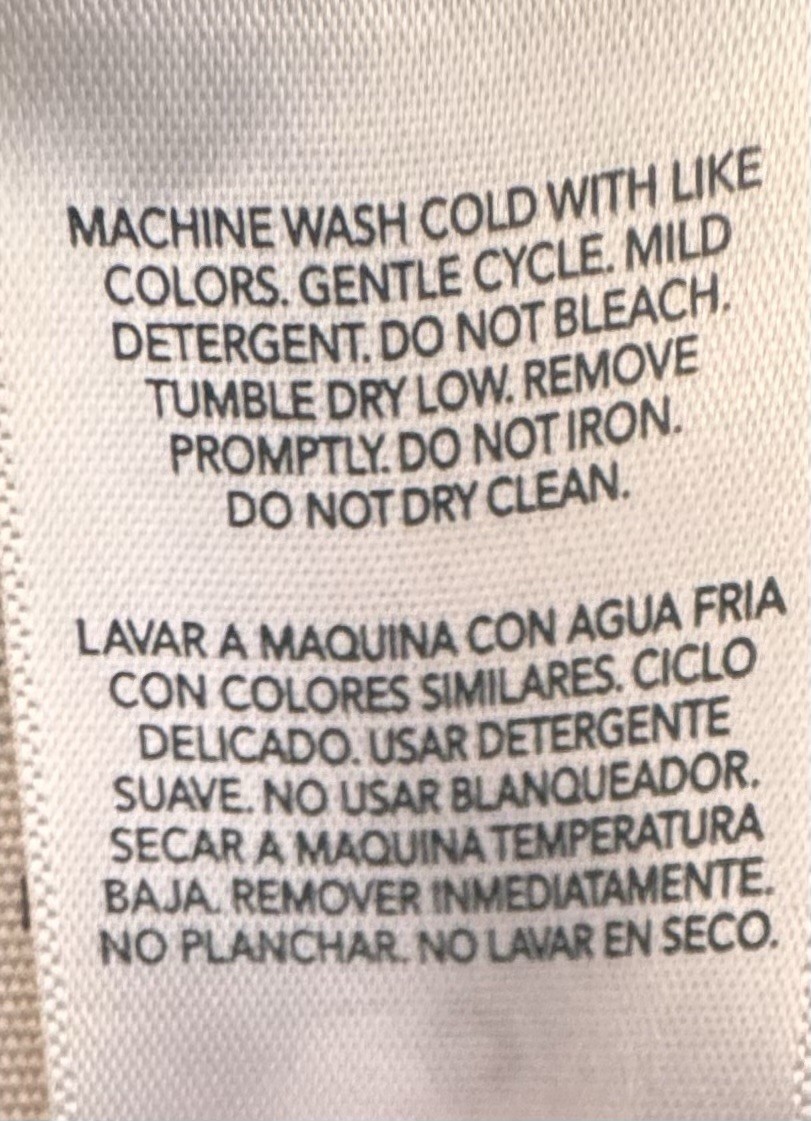 MACHINE WASH COLD WITH LIKE
COLORS. GENTLE CYCLE. MILD
DETERGENT. DO NOT BLEACH.
TUMBLE DRY LOW. REMOVE
PROMPTLY. DO NOT IRON.
DO NOT DRY CLEAN.
LAVAR A MAQUINA CON AGUA FRIA
CON COLORES SIMILARES. CICLO
DELICADO. USAR DETERGENTE
SUAVE. NO USAR BLANQUEADOR.
SECAR A MAQUINA TEMPERATURA
BAJA. REMOVER INMEDIATAMENTE.
NO PLANCHAR. NO LAVAR EN SECO.